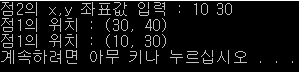 점2의 x,y 좌표값 입력 : 10 30
점1의 위치 : (30, 40)
점1의 위치 : (10, 30)
계속하려면 아무 키나 누르십시오 . . .